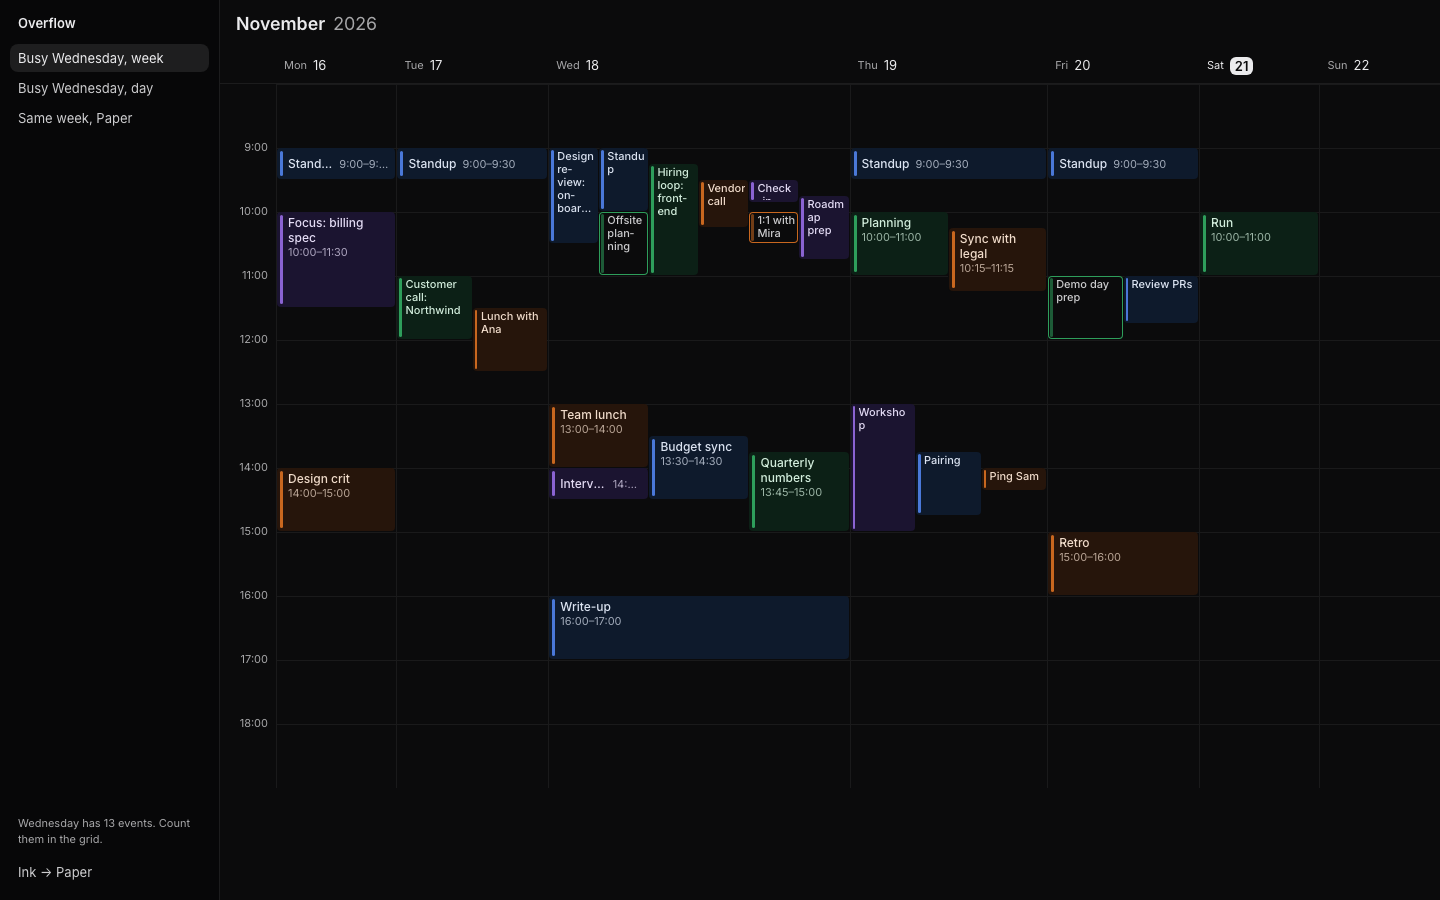 Overflow
Busy Wednesday, week
Busy Wednesday, day
Same week, Paper
Wednesday has 13 events. Count
them in the grid.
Ink → Paper
November 2026
Mon 16
Tue 17
Wed 18
Thu 19
Fri 20
Sat 21
Sun 22
9:00
10:00
11:00
12:00
13:00
14:00
15:00
16:00
17:00
18:00
Stand... 9:00–9:...
Focus: billing
spec
10:00–11:30
Design crit
14:00–15:00
Standup 9:00–9:30
Customer
call:
Northwind
Lunch with
Ana
Design
re-
view:
on-
boar...
Standu
p
Offsite
plan-
ning
Hiring
loop:
front-
end
Vendor
call
Check
1:1 with
Mira
Roadm
ap
prep
Team lunch
13:00–14:00
Interv... 14:...
Budget sync
13:30–14:30
Quarterly
numbers
13:45–15:00
Write-up
16:00–17:00
Standup 9:00–9:30
Planning
10:00–11:00
Sync with
legal
10:15–11:15
Worksho
p
Pairing
Ping Sam
Standup 9:00–9:30
Demo day
prep
Review PRs
Retro
15:00–16:00
Run
10:00–11:00